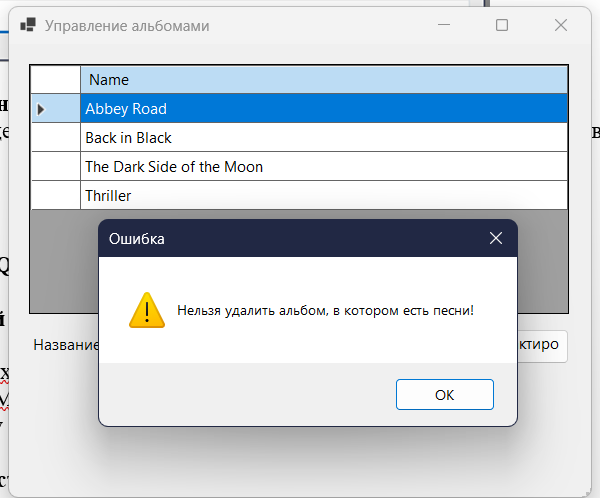 Управление альбомами
Name
Abbey Road
Back in Black
The Dark Side of the Moon
Thriller
Ошибка
Нельзя удалить альбом, в котором есть песни!
Название
ктиро
OK